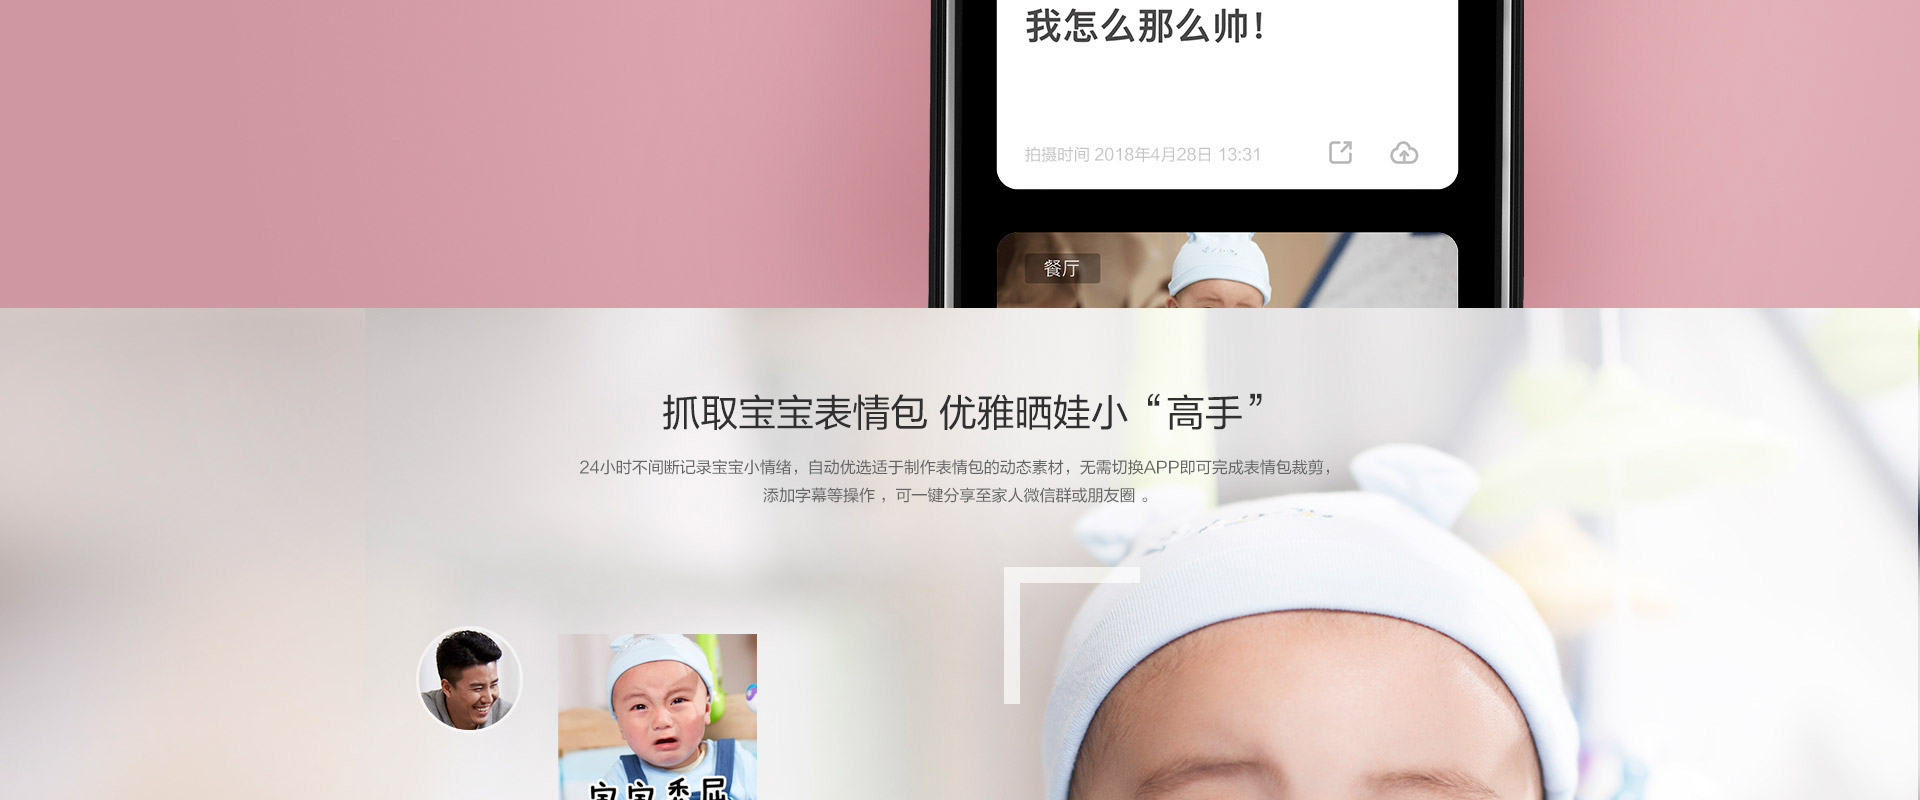 我怎么那么帅!
拍摄时间 2018年4月28日 13:31
餐厅
抓取宝宝表情包 优雅晒娃小“高手”
24小时不间断记录宝宝小情绪，自动优选适于制作表情包的动态素材，无需切换APP即可完成表情包裁剪，
添加字幕等操作 ，可一键分享至家人微信群或朋友圈 。
宝宝委屈